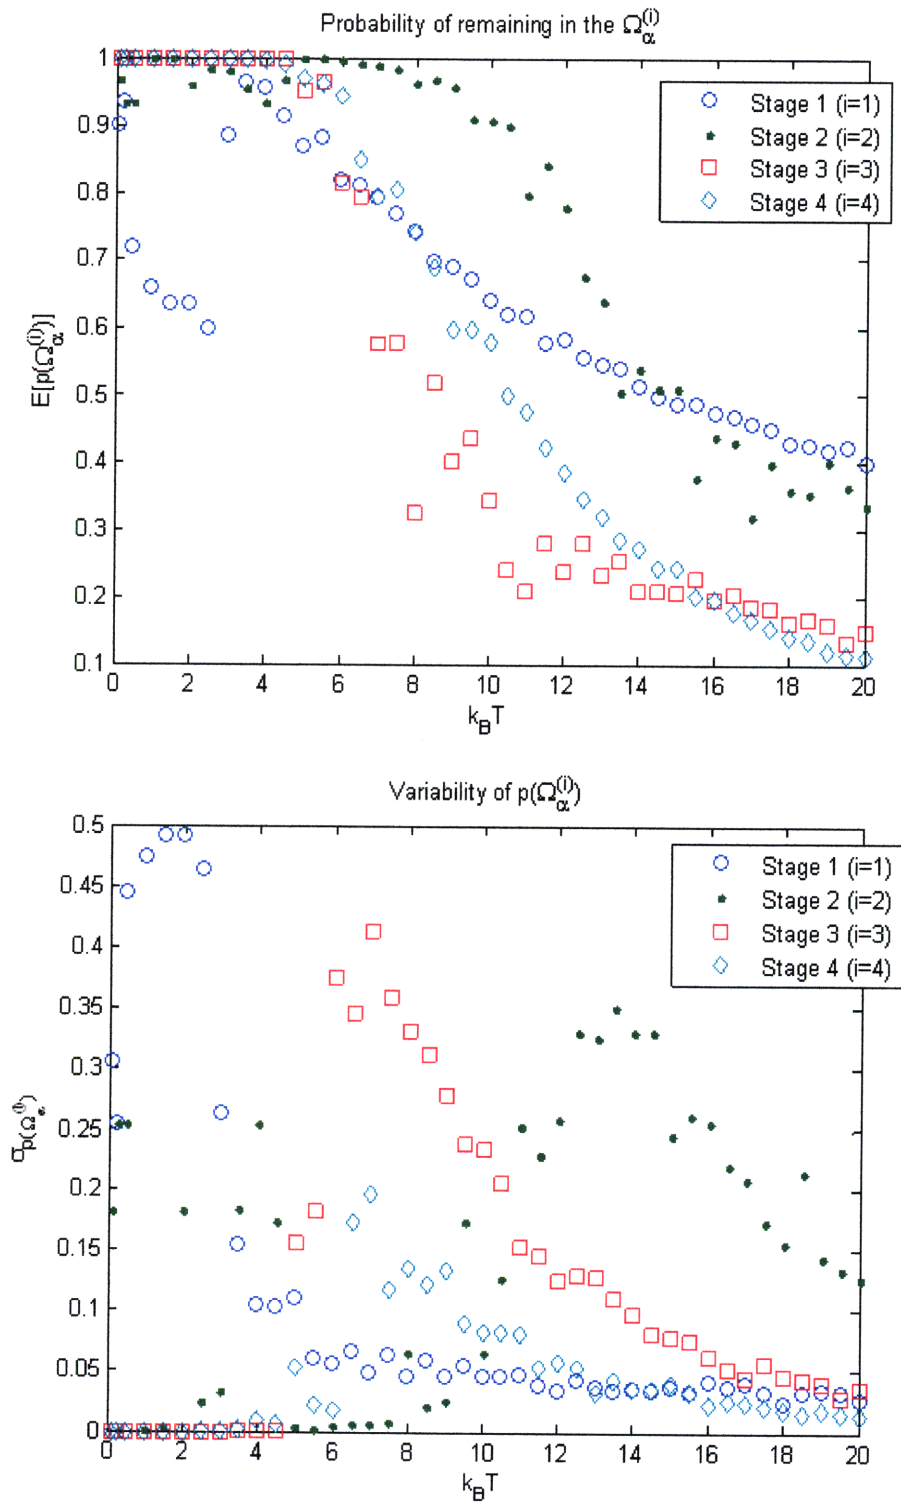 Probability of remaining in the Ω_α^(i)
1
0.9
0.8
0.7
0.6
0.5
0.4
0.3
0.2
0.1
E[p(Ω_α^(i))]
Stage 1 (i=1)
Stage 2 (i=2)
Stage 3 (i=3)
Stage 4 (i=4)
0 2 4 6 8 10 12 14 16 18 20
k_B T
Variability of p(Ω_α^(i))
0.5
0.45
0.4
0.35
0.3
0.25
0.2
0.15
0.1
0.05
0
σ_p(Ω_α^(i))
Stage 1 (i=1)
Stage 2 (i=2)
Stage 3 (i=3)
Stage 4 (i=4)
0 2 4 6 8 10 12 14 16 18 20
k_B T